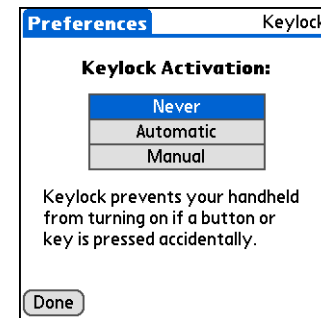 Preferences Keylock
Keylock Activation:
Never
Automatic
Manual
Keylock prevents your handheld
from turning on if a button or
key is pressed accidentally.
Done